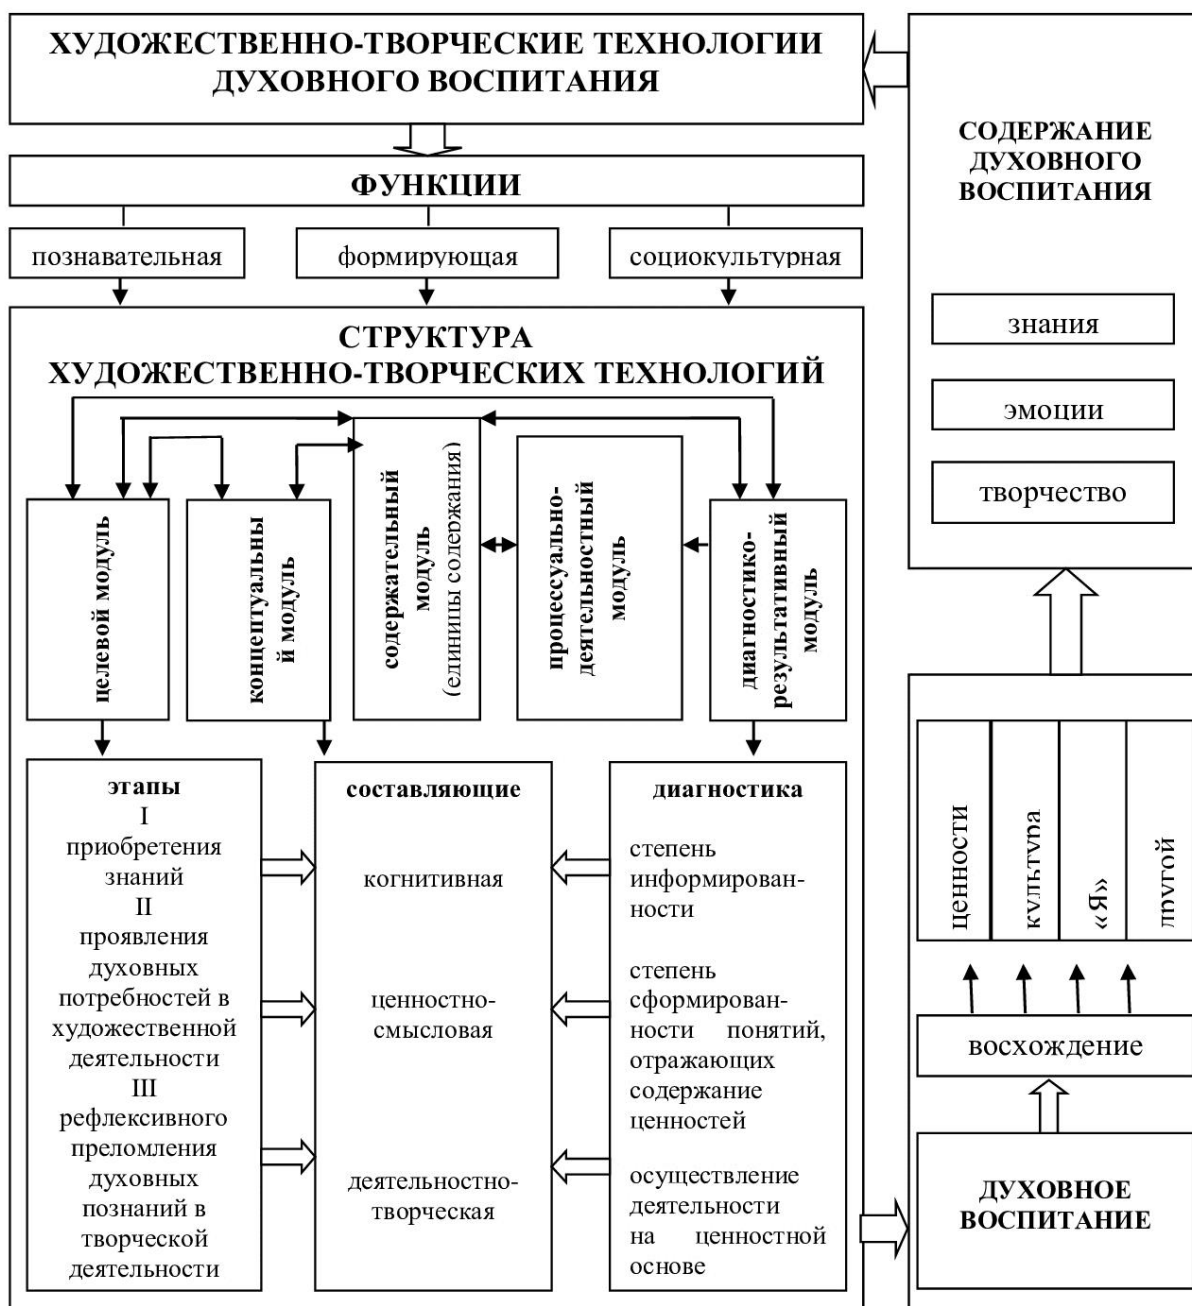 ХУДОЖЕСТВЕННО-ТВОРЧЕСКИЕ ТЕХНОЛОГИИ
ДУХОВНОГО ВОСПИТАНИЯ
ФУНКЦИИ
познавательная
формирующая
социокультурная
СТРУКТУРА
ХУДОЖЕСТВЕННО-ТВОРЧЕСКИХ ТЕХНОЛОГИЙ
целевой модуль
концептуальны
й модуль
содержательный
модуль
(единицы содержания)
процессуально-
деятельностный
модуль
диагностико-
результативный
модуль
этапы
I
приобретения
знаний
II
проявления
духовных
потребностей в
художественной
деятельности
III
рефлексивного
преломления
духовных
познаний в
творческой
деятельности
составляющие
когнитивная
ценностно-
смысловая
деятельностно-
творческая
диагностика
степень
информирован-
ности
степень
сформирован-
ности понятий,
отражающих
содержание
ценностей
осуществление
деятельности
на ценностной
основе
СОДЕРЖАНИЕ
ДУХОВНОГО
ВОСПИТАНИЯ
знания
эмоции
творчество
ценности
культура
«Я»
другой
восхождение
ДУХОВНОЕ
ВОСПИТАНИЕ